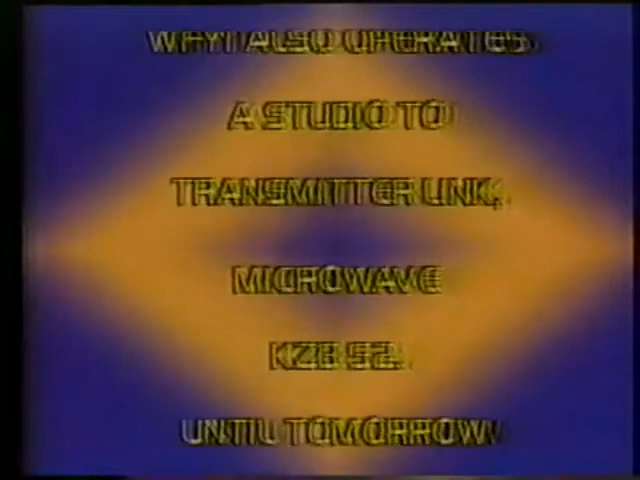 WHYI ALSO OPERATES
A STUDIO TO
TRANSMITTER LINK,
MICROWAVE
KZB 52.
UNTIL TOMORROW